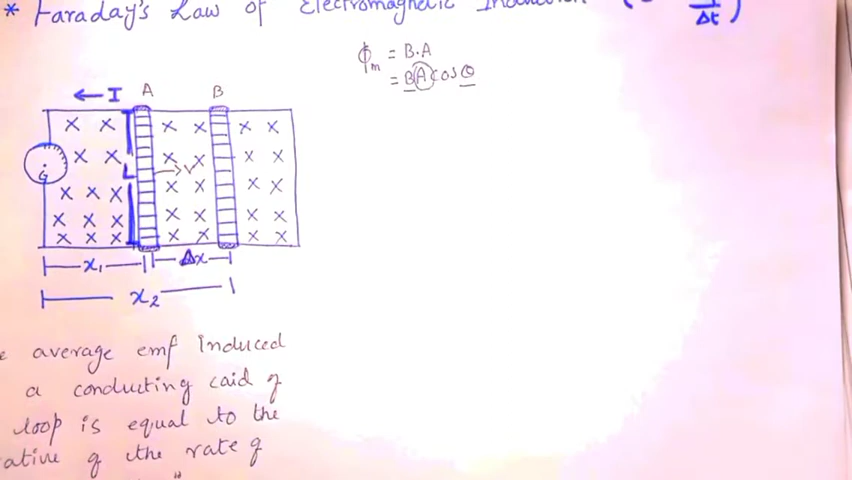 * Faraday's Law of Electromagnetic
Δt )
ϕm = B.A
= BA cos θ
← I A B
L → v
G
x₁ Δx
x₂
average emf induced
a conducting
loop is equal to the
of the rate of